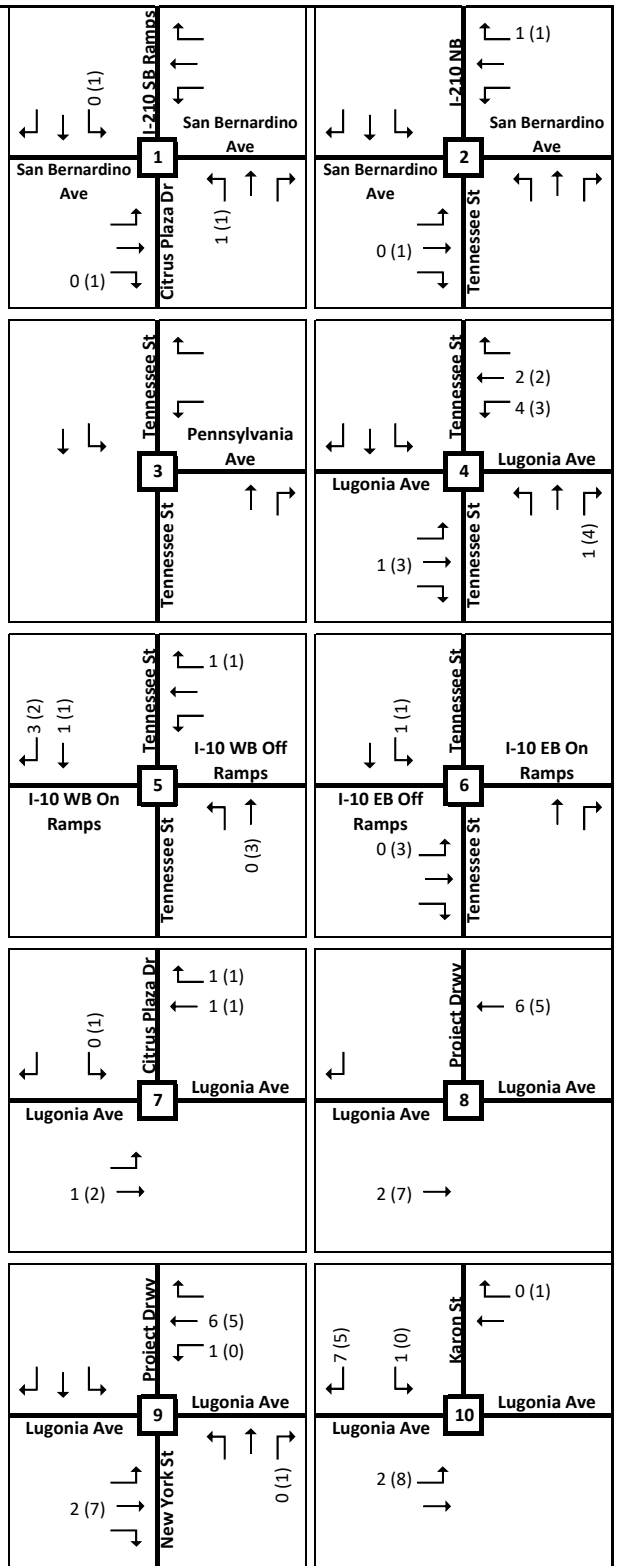 0 (1)
I-210 SB Ramps
San Bernardino
Ave
1
San Bernardino
Ave
Citrus Plaza Dr
1 (1)
0 (1)
1 (1)
I-210 NB
San Bernardino
Ave
2
San Bernardino
Ave
0 (1)
Tennessee St
Tennessee St
Pennsylvania
Ave
3
Tennessee St
Tennessee St
2 (2)
4 (3)
Lugonia Ave
4
Lugonia Ave
1 (3)
Tennessee St
1 (4)
3 (2)
1 (1)
Tennessee St
1 (1)
I-10 WB Off
Ramps
5
I-10 WB On
Ramps
Tennessee St
0 (3)
1 (1)
Tennessee St
I-10 EB On
Ramps
6
I-10 EB Off
Ramps
0 (3)
Tennessee St
0 (1)
Citrus Plaza Dr
1 (1)
1 (1)
Lugonia Ave
7
Lugonia Ave
1 (2)
Project Drwy
6 (5)
Lugonia Ave
8
Lugonia Ave
2 (7)
Project Drwy
6 (5)
1 (0)
Lugonia Ave
9
Lugonia Ave
2 (7)
New York St
0 (1)
7 (5)
1 (0)
Karon St
0 (1)
Lugonia Ave
10
Lugonia Ave
2 (8)